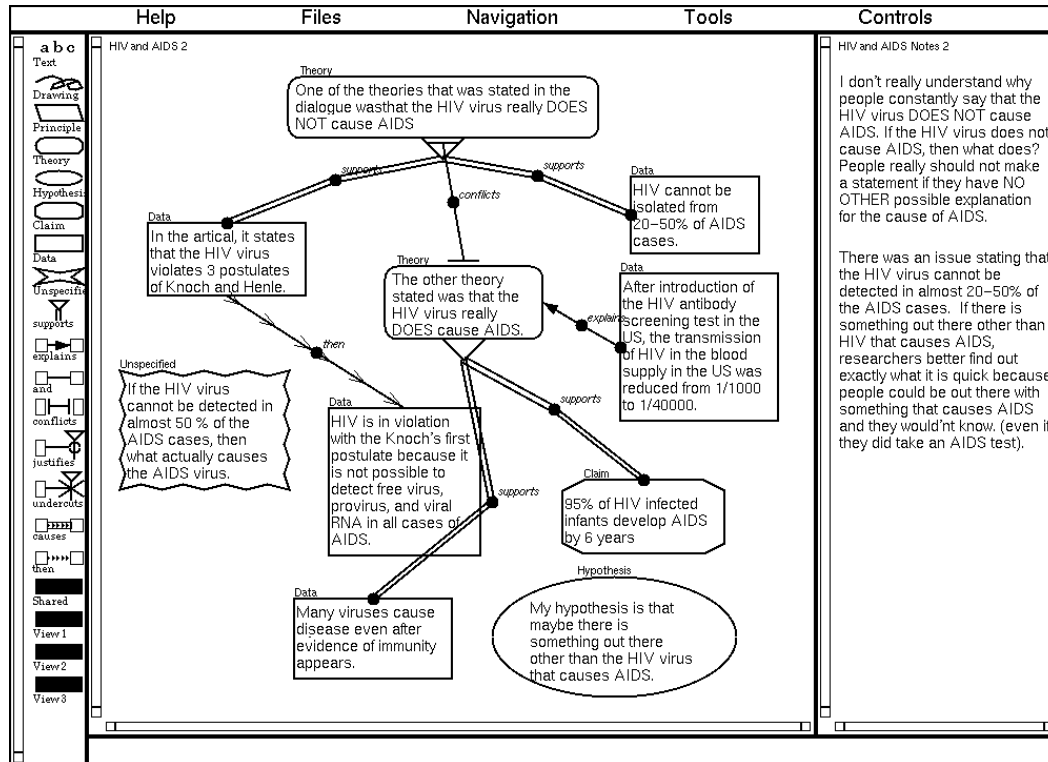 Help Files Navigation Tools Controls
a b c
Text
Drawing
Principle
Theory
Hypothesis
Claim
Data
Unspecifie
supports
explains
and
conflicts
justifies
undercuts
causes
then
Shared
View 1
View 2
View 3
HIV and AIDS 2
Theory
One of the theories that was stated in the
dialogue wasthat the HIV virus really DOES
NOT cause AIDS
supports
supports
conflicts
Data
HIV cannot be
isolated from
20–50% of AIDS
cases.
Data
In the artical, it states
that the HIV virus
violates 3 postulates
of Knoch and Henle.
Theory
The other theory
stated was that the
HIV virus really
DOES cause AIDS.
Data
After introduction of
the HIV antibody
screening test in the
US, the transmission
of HIV in the blood
supply in the US was
reduced from 1/1000
to 1/40000.
explains
then
Unspecified
If the HIV virus
cannot be detected in
almost 50 % of the
AIDS cases, then
what actually causes
the AIDS virus.
Data
HIV is in violation
with the Knoch's first
postulate because it
is not possible to
detect free virus,
provirus, and viral
RNA in all cases of
AIDS.
supports
supports
Claim
95% of HIV infected
infants develop AIDS
by 6 years
Data
Many viruses cause
disease even after
evidence of immunity
appears.
Hypothesis
My hypothesis is that
maybe there is
something out there
other than the HIV virus
that causes AIDS.
HIV and AIDS Notes 2
I don't really understand why
people constantly say that the
HIV virus DOES NOT cause
AIDS. If the HIV virus does not
cause AIDS, then what does?
People really should not make
a statement if they have NO
OTHER possible explanation
for the cause of AIDS.
There was an issue stating that
the HIV virus cannot be
detected in almost 20–50% of
the AIDS cases. If there is
something out there other than
HIV that causes AIDS,
researchers better find out
exactly what it is quick because
people could be out there with
something that causes AIDS
and they would'nt know. (even if
they did take an AIDS test).